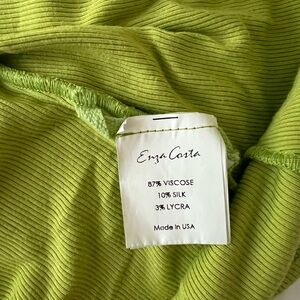 Enza Costa
87% VISCOSE
10% SILK
3% LYCRA
Made in USA